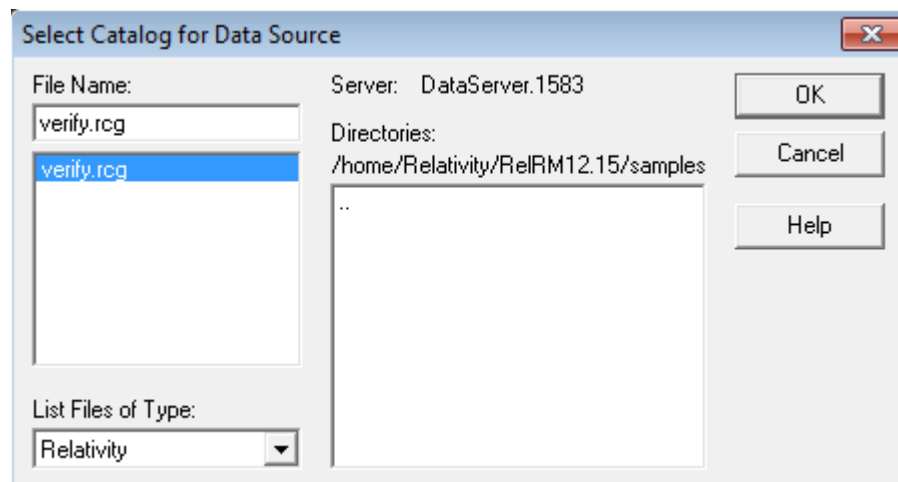 Select Catalog for Data Source
File Name:
verify.rcg
verify.rcg
List Files of Type:
Relativity
Server: DataServer.1583
Directories:
/home/Relativity/RelRM12.15/samples
..
OK
Cancel
Help